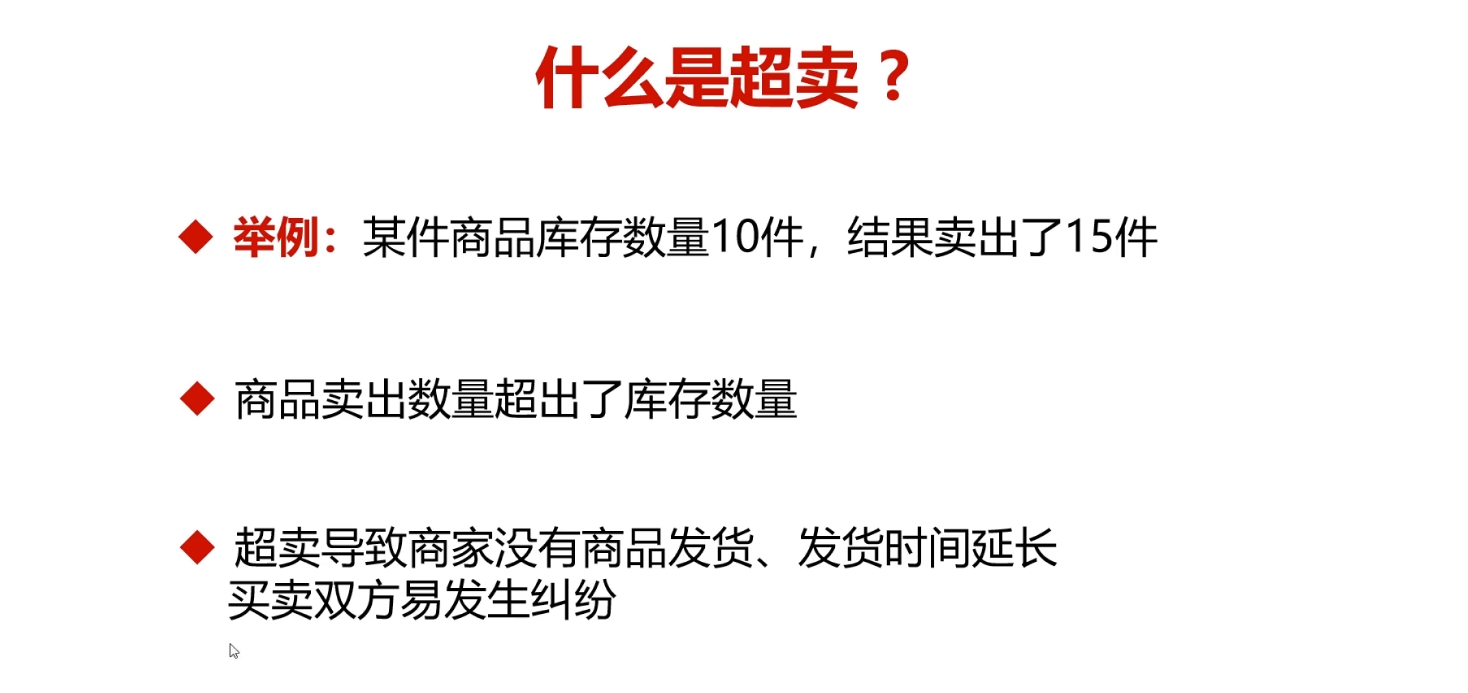 什么是超卖？
举例：某件商品库存数量10件，结果卖出了15件
商品卖出数量超出了库存数量
超卖导致商家没有商品发货、发货时间延长
买卖双方易发生纠纷